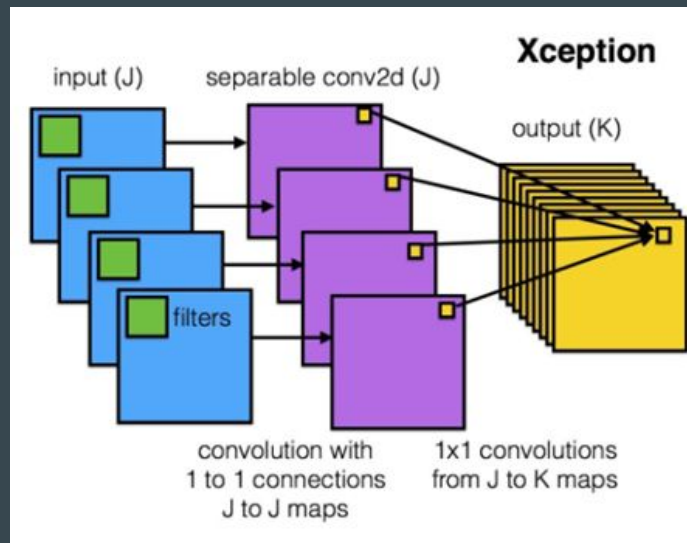 Xception
input (J)
separable conv2d (J)
output (K)
filters
convolution with
1 to 1 connections
J to J maps
1x1 convolutions
from J to K maps